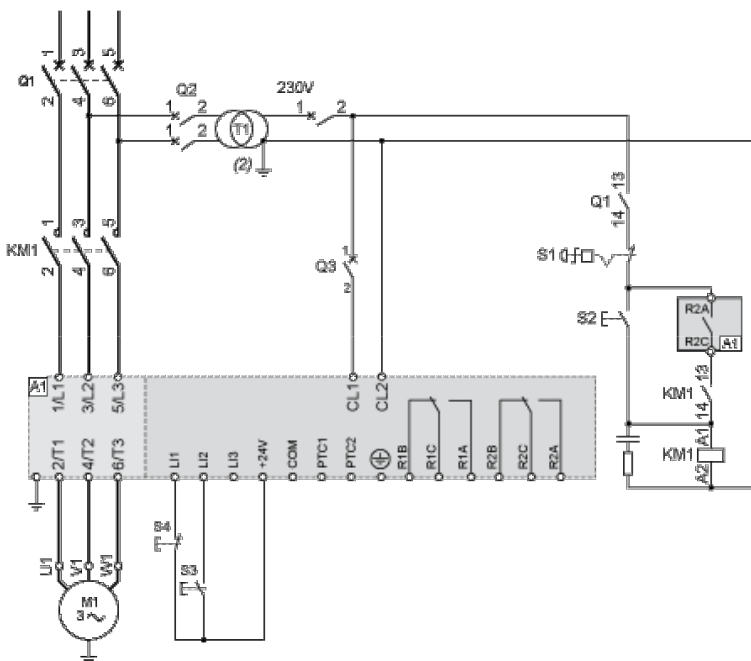 1 3 5
Q1
2 4 6
Q2
1 2
1 2
T1
(2)
230V
1 2
13
Q1
14
KM1
1 3 5
2 4 6
Q3
1
2
S1
S2
R2A
R2C
A1
13
KM1
14
A1
KM1
A2
A1
1/L1
3/L2
5/L3
CL1
CL2
2/T1
4/T2
6/T3
LI1
LI2
LI3
+24V
COM
PTC1
PTC2
R1B
R1C
R1A
R2B
R2C
R2A
S4
S3
U1
V1
W1
M1
3